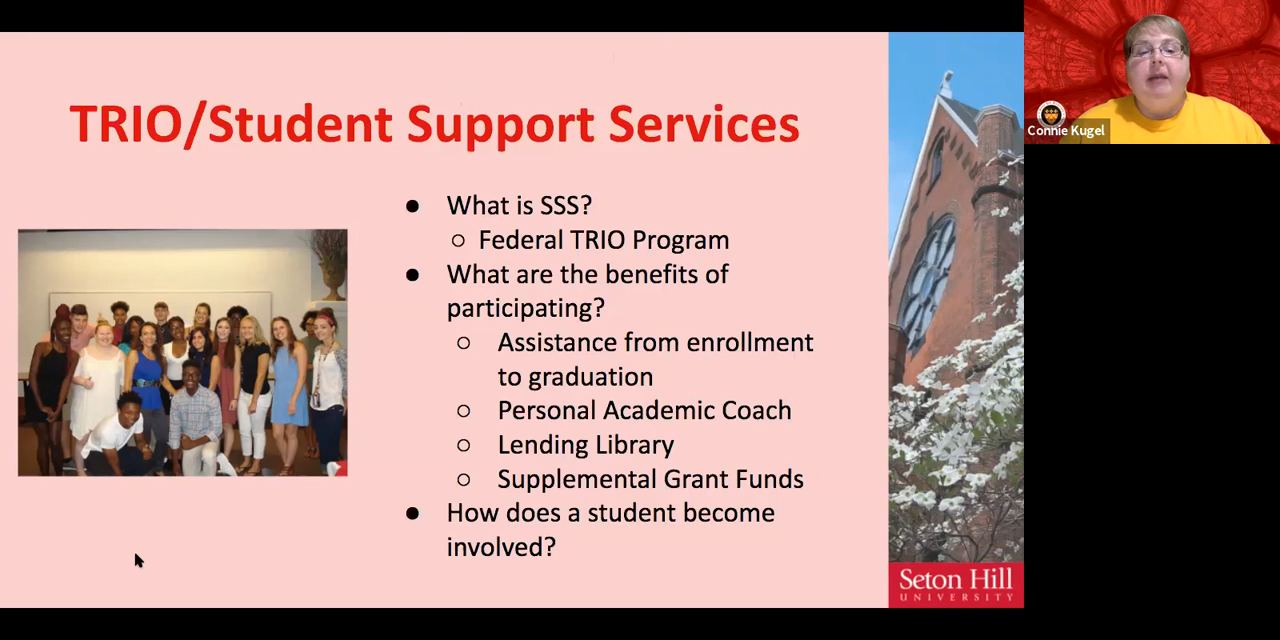 TRIO/Student Support Services
● What is SSS?
○ Federal TRIO Program
● What are the benefits of
participating?
○ Assistance from enrollment
to graduation
○ Personal Academic Coach
○ Lending Library
○ Supplemental Grant Funds
● How does a student become
involved?
Seton Hill
UNIVERSITY
Connie Kugel